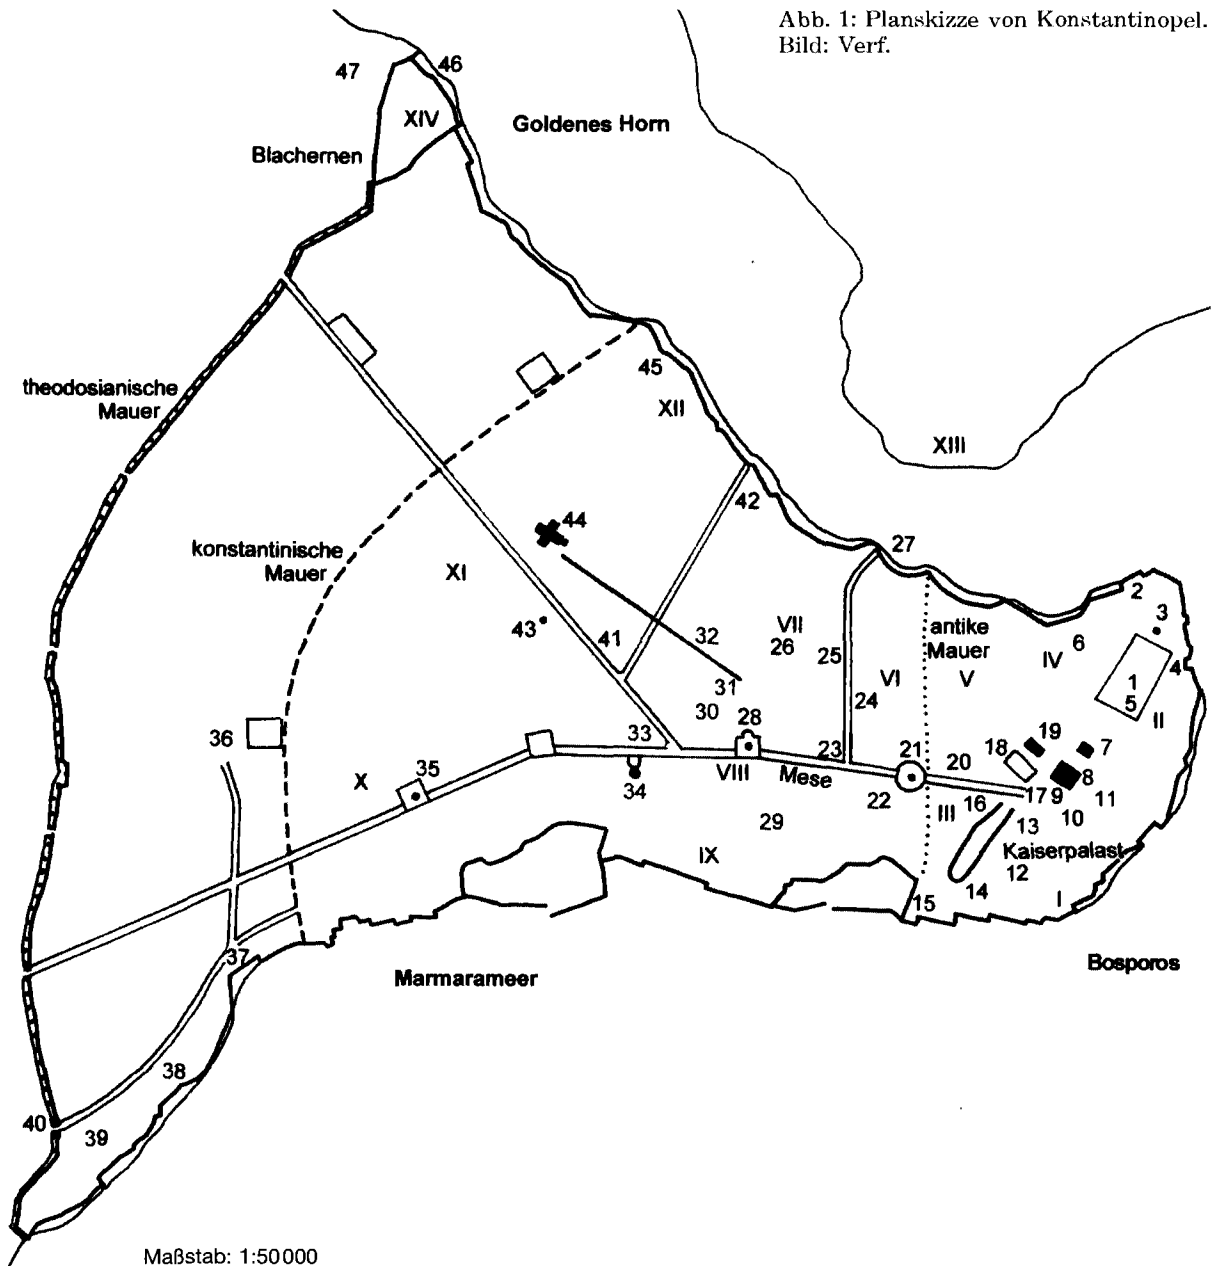 Abb. 1: Planskizze von Konstantinopel.
Bild: Verf.
47
46
XIV
Goldenes Horn
Blachernen
theodosianische
Mauer
45
XII
XIII
42
44
konstantinische
Mauer
XI
27
2
3
43
41
32
VII
26
25
antike
Mauer
6
IV
4
1
5
II
VI
V
24
31
30
28
36
33
23
21
20
18
19
7
X
35
34
VIII
Mese
22
17
9
8
11
16
III
10
29
13
Kaiserpalast
12
IX
14
15
I
37
Marmarameer
Bosporos
38
40
39
Maßstab: 1:50000